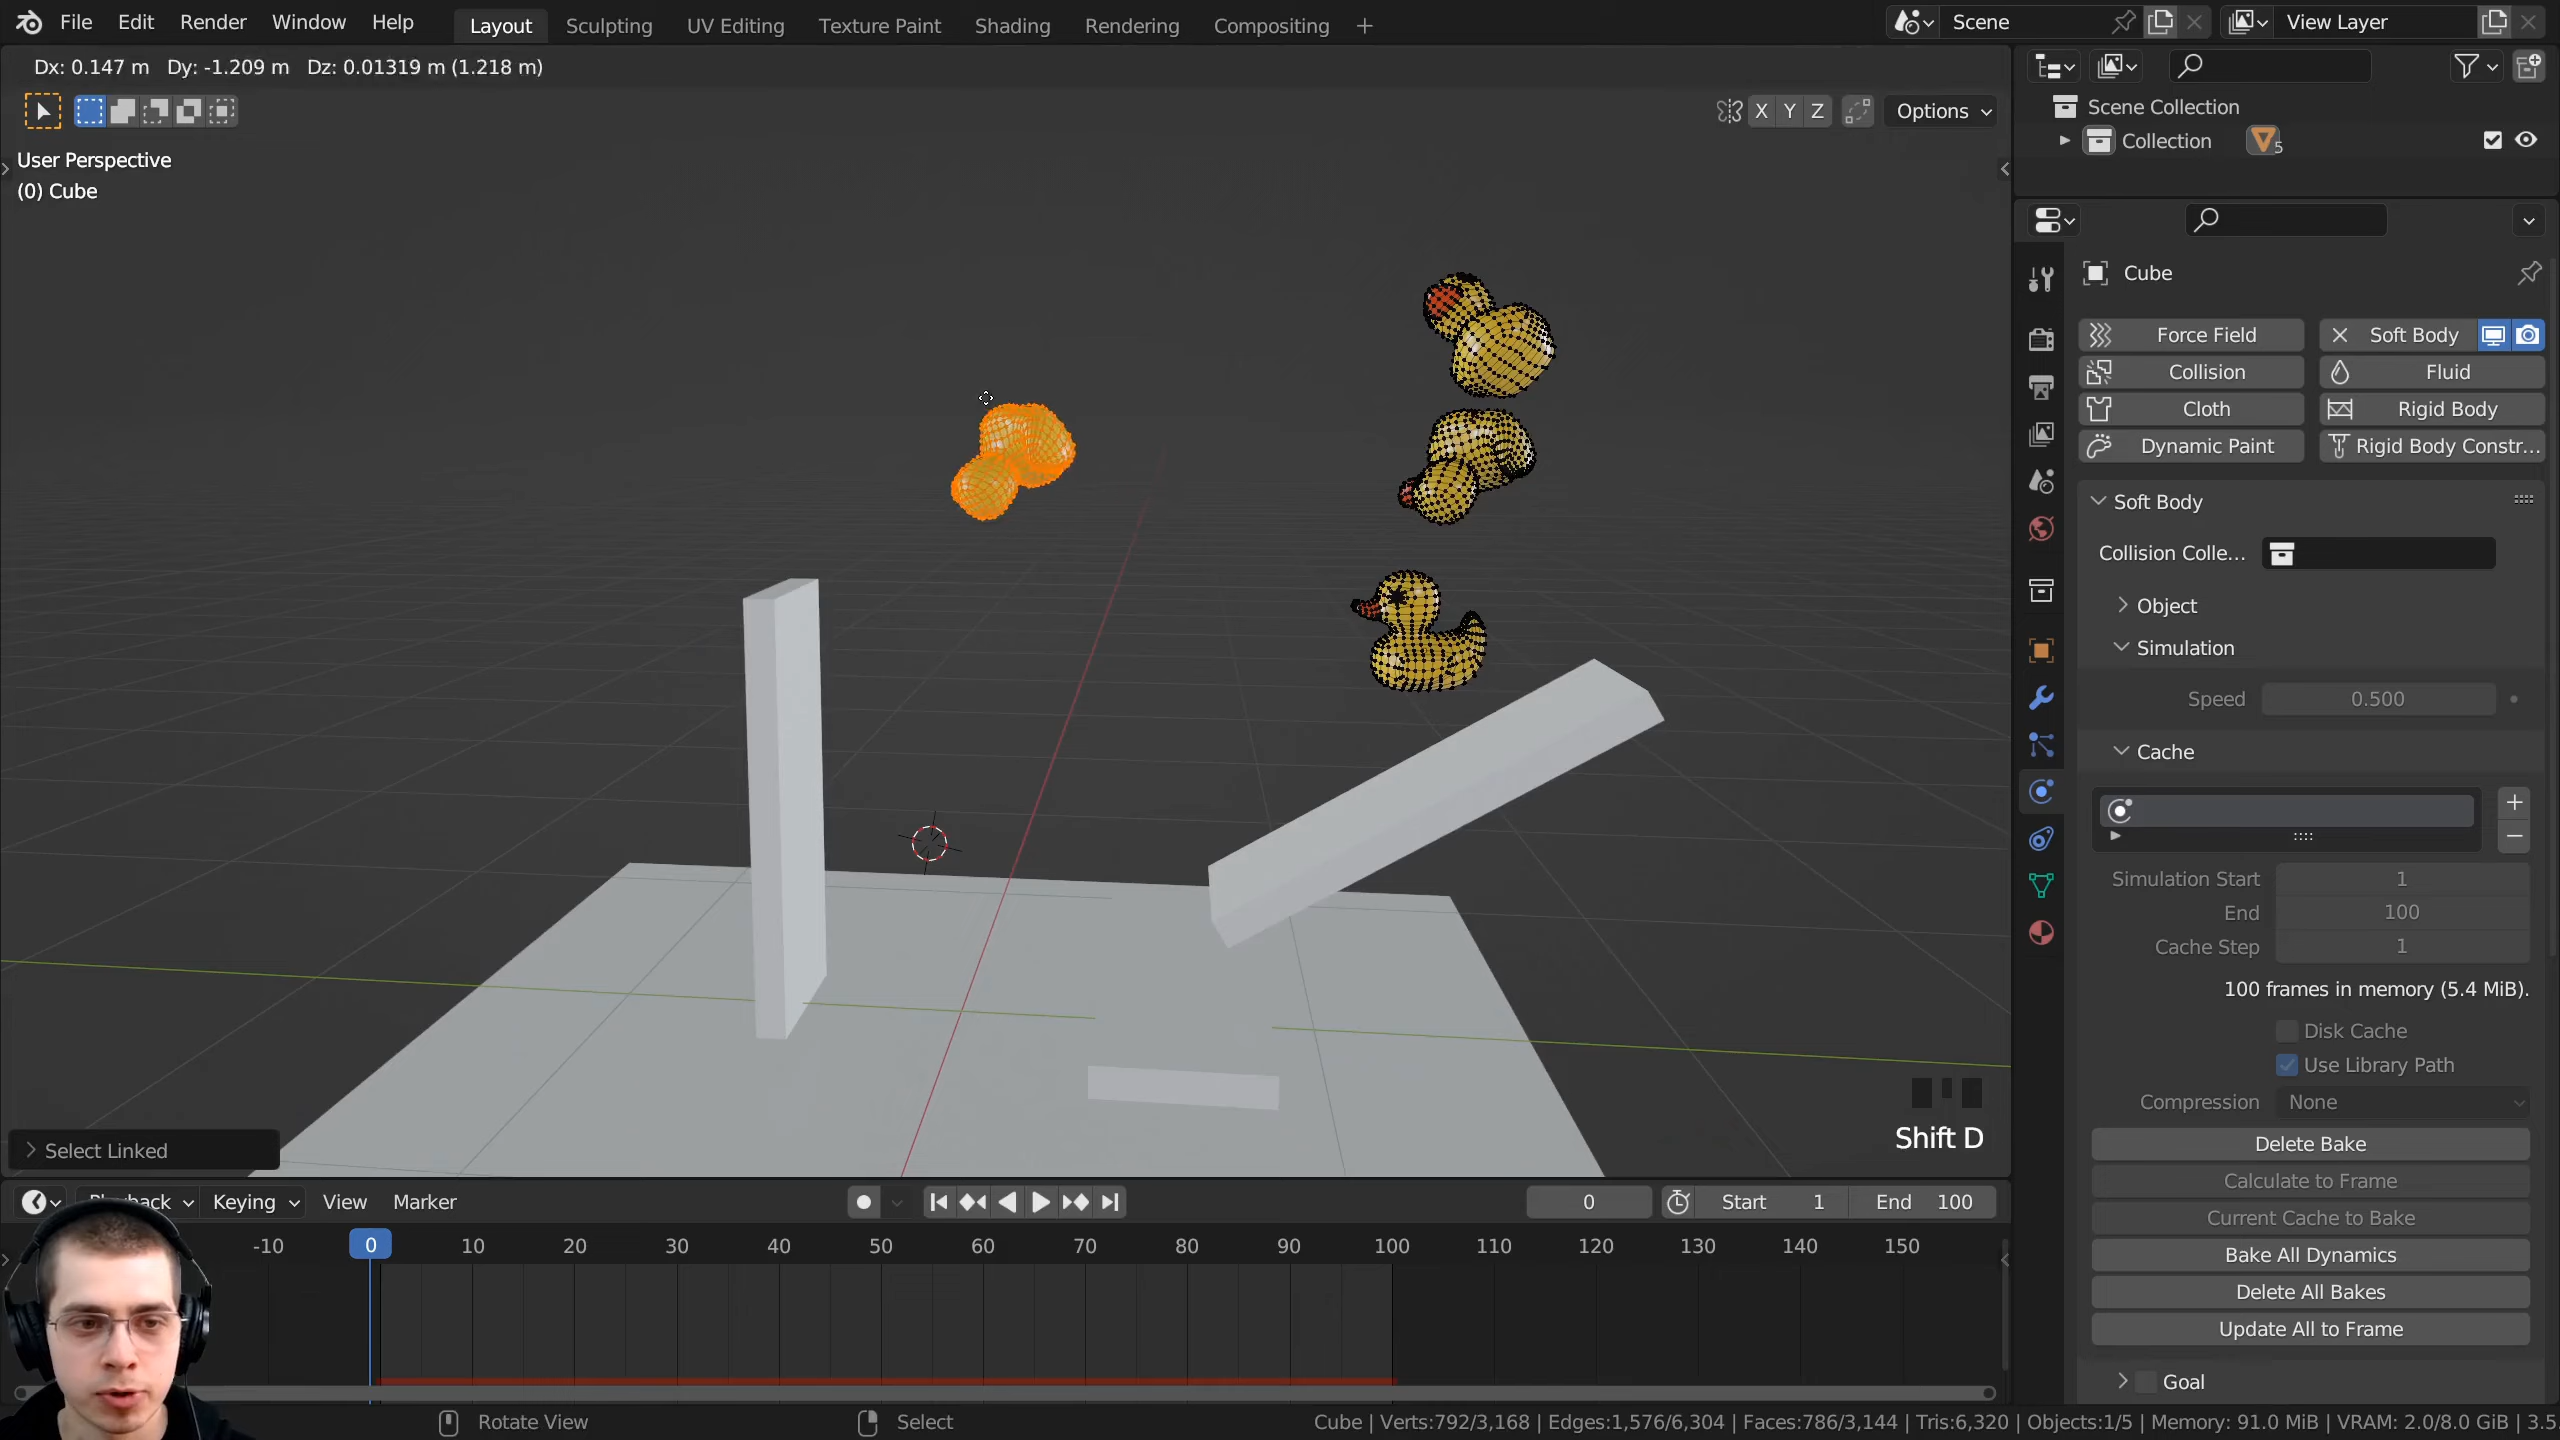 File Edit Render Window Help Layout Sculpting UV Editing Texture Paint Shading Rendering Compositing + Scene View Layer
Dx: 0.147 m Dy: -1.209 m Dz: 0.01319 m (1.218 m)
X Y Z Options
User Perspective
(0) Cube
Scene Collection
Collection 5
Cube
Force Field Soft Body
Collision Fluid
Cloth Rigid Body
Dynamic Paint Rigid Body Constr...
Soft Body
Collision Colle...
Object
Simulation
Speed 0.500
Cache
Simulation Start 1
End 100
Cache Step 1
100 frames in memory (5.4 MiB).
Disk Cache
Use Library Path
Compression None
Delete Bake
Calculate to Frame
Current Cache to Bake
Bake All Dynamics
Delete All Bakes
Update All to Frame
Goal
Shift D
Select Linked
Playback Keying View Marker 0 Start 1 End 100
-10 0 10 20 30 40 50 60 70 80 90 100 110 120 130 140 150
Rotate View Select Cube | Verts:792/3,168 | Edges:1,576/6,304 | Faces:786/3,144 | Tris:6,320 | Objects:1/5 | Memory: 91.0 MiB | VRAM: 2.0/8.0 GiB | 3.5